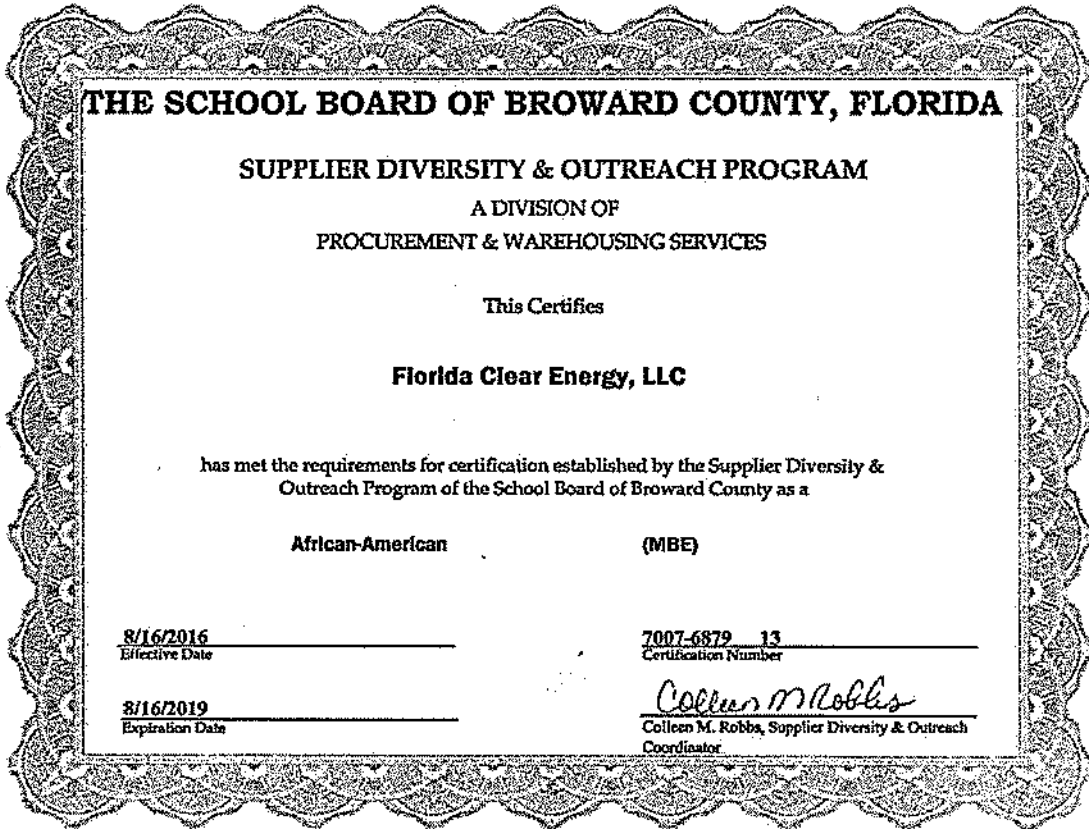 THE SCHOOL BOARD OF BROWARD COUNTY, FLORIDA
SUPPLIER DIVERSITY & OUTREACH PROGRAM
A DIVISION OF
PROCUREMENT & WAREHOUSING SERVICES
This Certifies
Florida Clear Energy, LLC
has met the requirements for certification established by the Supplier Diversity &
Outreach Program of the School Board of Broward County as a
African-American (MBE)
8/16/2016
Effective Date
7007-6879 13
Certification Number
8/16/2019
Expiration Date
Colleen M Robbs
Colleen M. Robbs, Supplier Diversity & Outreach
Coordinator